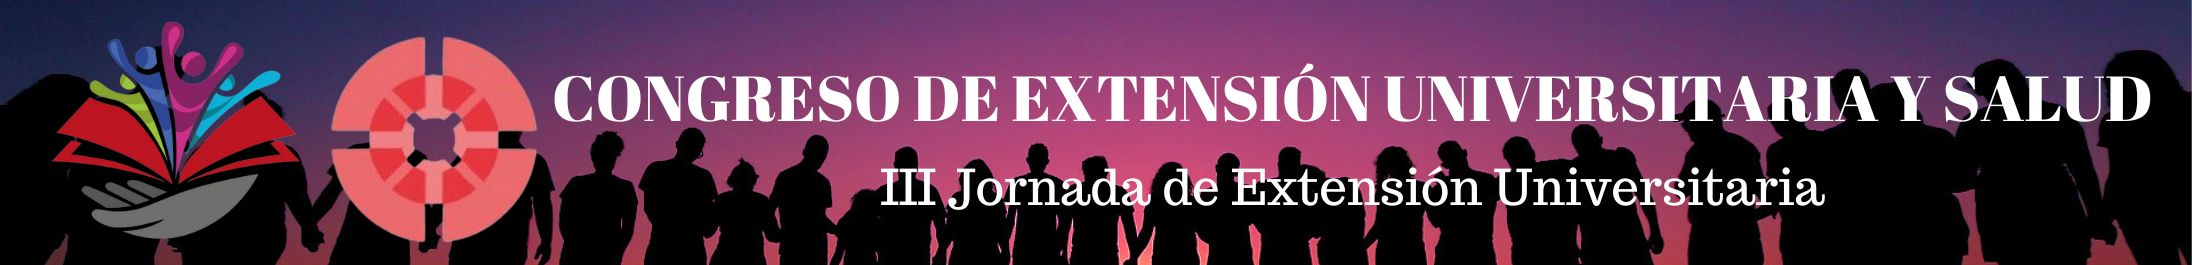 CONGRESO DE EXTENSIÓN UNIVERSITARIA Y SALUD
III Jornada de Extensión Universitaria